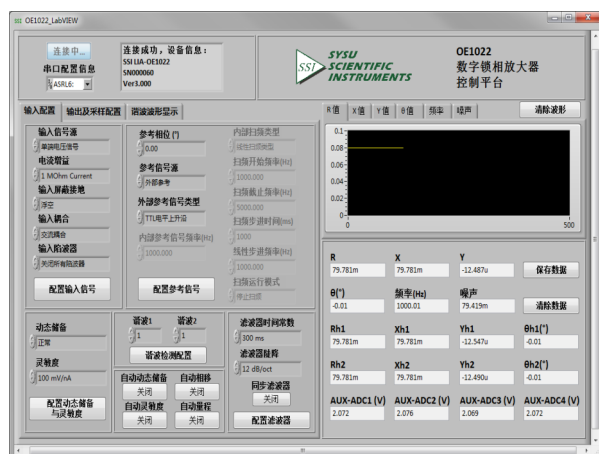 OE1022_LabVIEW
连接中...
串口配置信息
ASRL6:
连接成功，设备信息：
SSI LIA-OE1022
SN000060
Ver3.000
SSI
SYSU
SCIENTIFIC
INSTRUMENTS
OE1022
数字锁相放大器
控制平台
输入配置 输出及采样配置 谐波波形显示
输入信号源
单端电压信号
电流增益
1 MOhm Current
输入屏蔽接地
浮空
输入耦合
交流耦合
输入陷波器
关闭所有陷波器
配置输入信号
参考相位(°)
0.00
参考信号源
外部参考
外部参考信号类型
TTL电平上升沿
内部参考信号频率(Hz)
1000.000
配置参考信号
内部扫频类型
线性扫频类型
扫频开始频率(Hz)
1000.000
扫频截止频率(Hz)
5000.000
扫频步进时间(ms)
1000
线性步进频率(Hz)
1000.000
扫频运行模式
停止扫频
动态储备
正常
灵敏度
100 mV/nA
配置动态储备
与灵敏度
谐波1 谐波2
1 1
谐波检测配置
自动动态储备 自动相移
关闭 关闭
自动灵敏度 自动量程
关闭 关闭
滤波器时间常数
300 ms
滤波器陡降
12 dB/oct
同步滤波器
关闭
配置滤波器
R值 X值 Y值 θ值 频率 噪声
清除波形
0.1
0.08
0.06
0.04
0.02
0
0 500
R X Y
79.781m 79.781m -12.487u 保存数据
θ(°) 频率(Hz) 噪声
-0.01 1000.01 79.419m 清除数据
Rh1 Xh1 Yh1 θh1(°)
79.781m 79.781m -12.547u -0.01
Rh2 Xh2 Yh2 θh2(°)
79.781m 79.781m -12.490u -0.01
AUX-ADC1 (V) AUX-ADC2 (V) AUX-ADC3 (V) AUX-ADC4 (V)
2.072 2.076 2.069 2.072